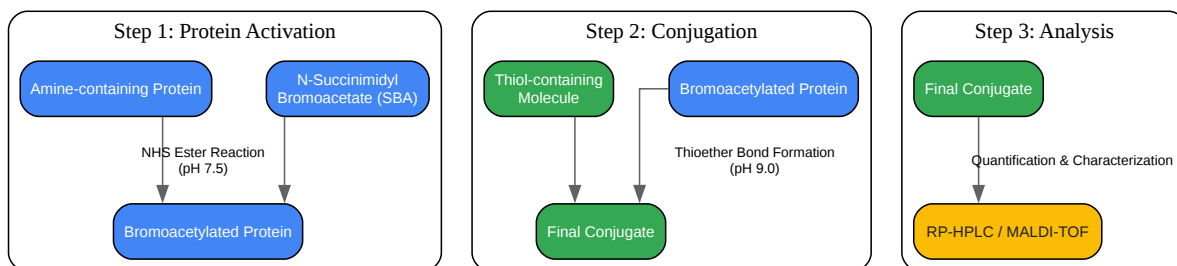 Step 1: Protein Activation
Amine-containing Protein
N-Succinimidyl
Bromoacetate (SBA)
NHS Ester Reaction
(pH 7.5)
Bromoacetylated Protein
Step 2: Conjugation
Thiol-containing
Molecule
Bromoacetylated Protein
Thioether Bond Formation
(pH 9.0)
Final Conjugate
Step 3: Analysis
Final Conjugate
Quantification & Characterization
RP-HPLC / MALDI-TOF